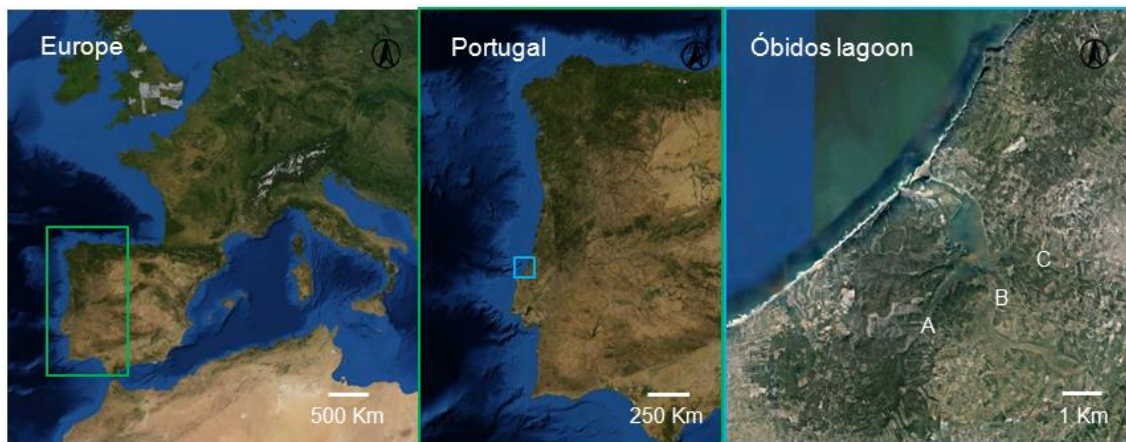 Europe
500 Km
Portugal
250 Km
Óbidos lagoon
C
B
A
1 Km